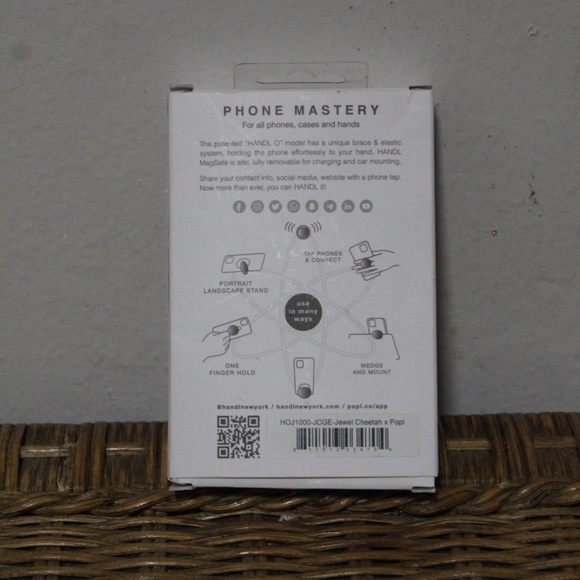 PHONE MASTERY
For all phones, cases and hands
The patented "HANDL O" model has a unique brace & elastic
system, holding the phone effortlessly to your hand. HANDL
MagSafe is also fully removable for charging and car mounting.
Share your contact info, social media, website with a phone tap.
Now more than ever, you can HANDL it!
TAP PHONES
& CONNECT
PORTRAIT
LANDSCAPE STAND
use
in many
ways
ONE
FINGER HOLD
WEDGE
AND MOUNT
@handlnewyork / handlnewyork.com / popl.co/app
HOJ1000-JCGE-Jewel Cheetah x Popl